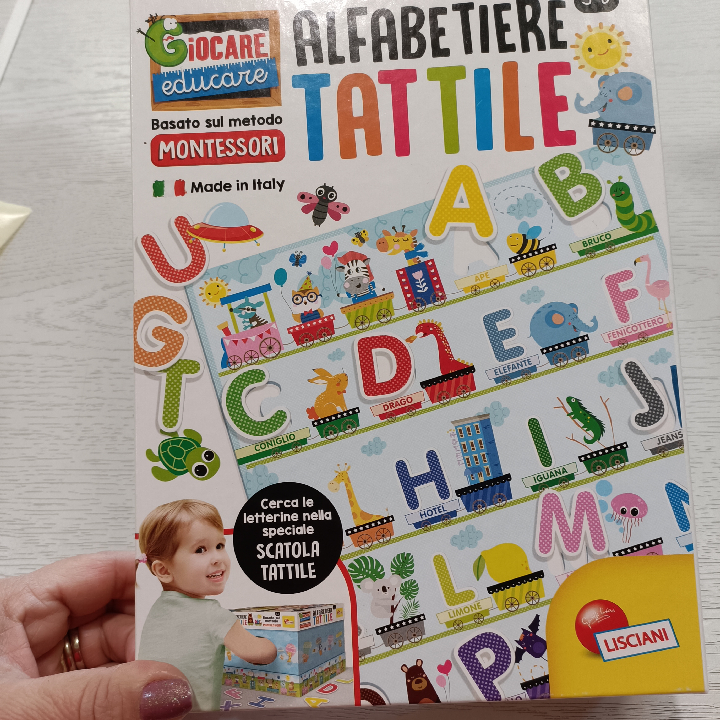 GIOCARE
educare
Basato sul metodo
MONTESSORI
Made in Italy
ALFABETIERE
TATTILE
A
B
U
APE
BRUCO
G
T
C
D
E
F
CONIGLIO
DRAGO
ELEFANTE
FENICOTTERO
H
I
J
HOTEL
IGUANA
JEANS
L
M
LIMONE
P
Cerca le
letterine nella
speciale
SCATOLA
TATTILE
TATTILE
LISCIANI